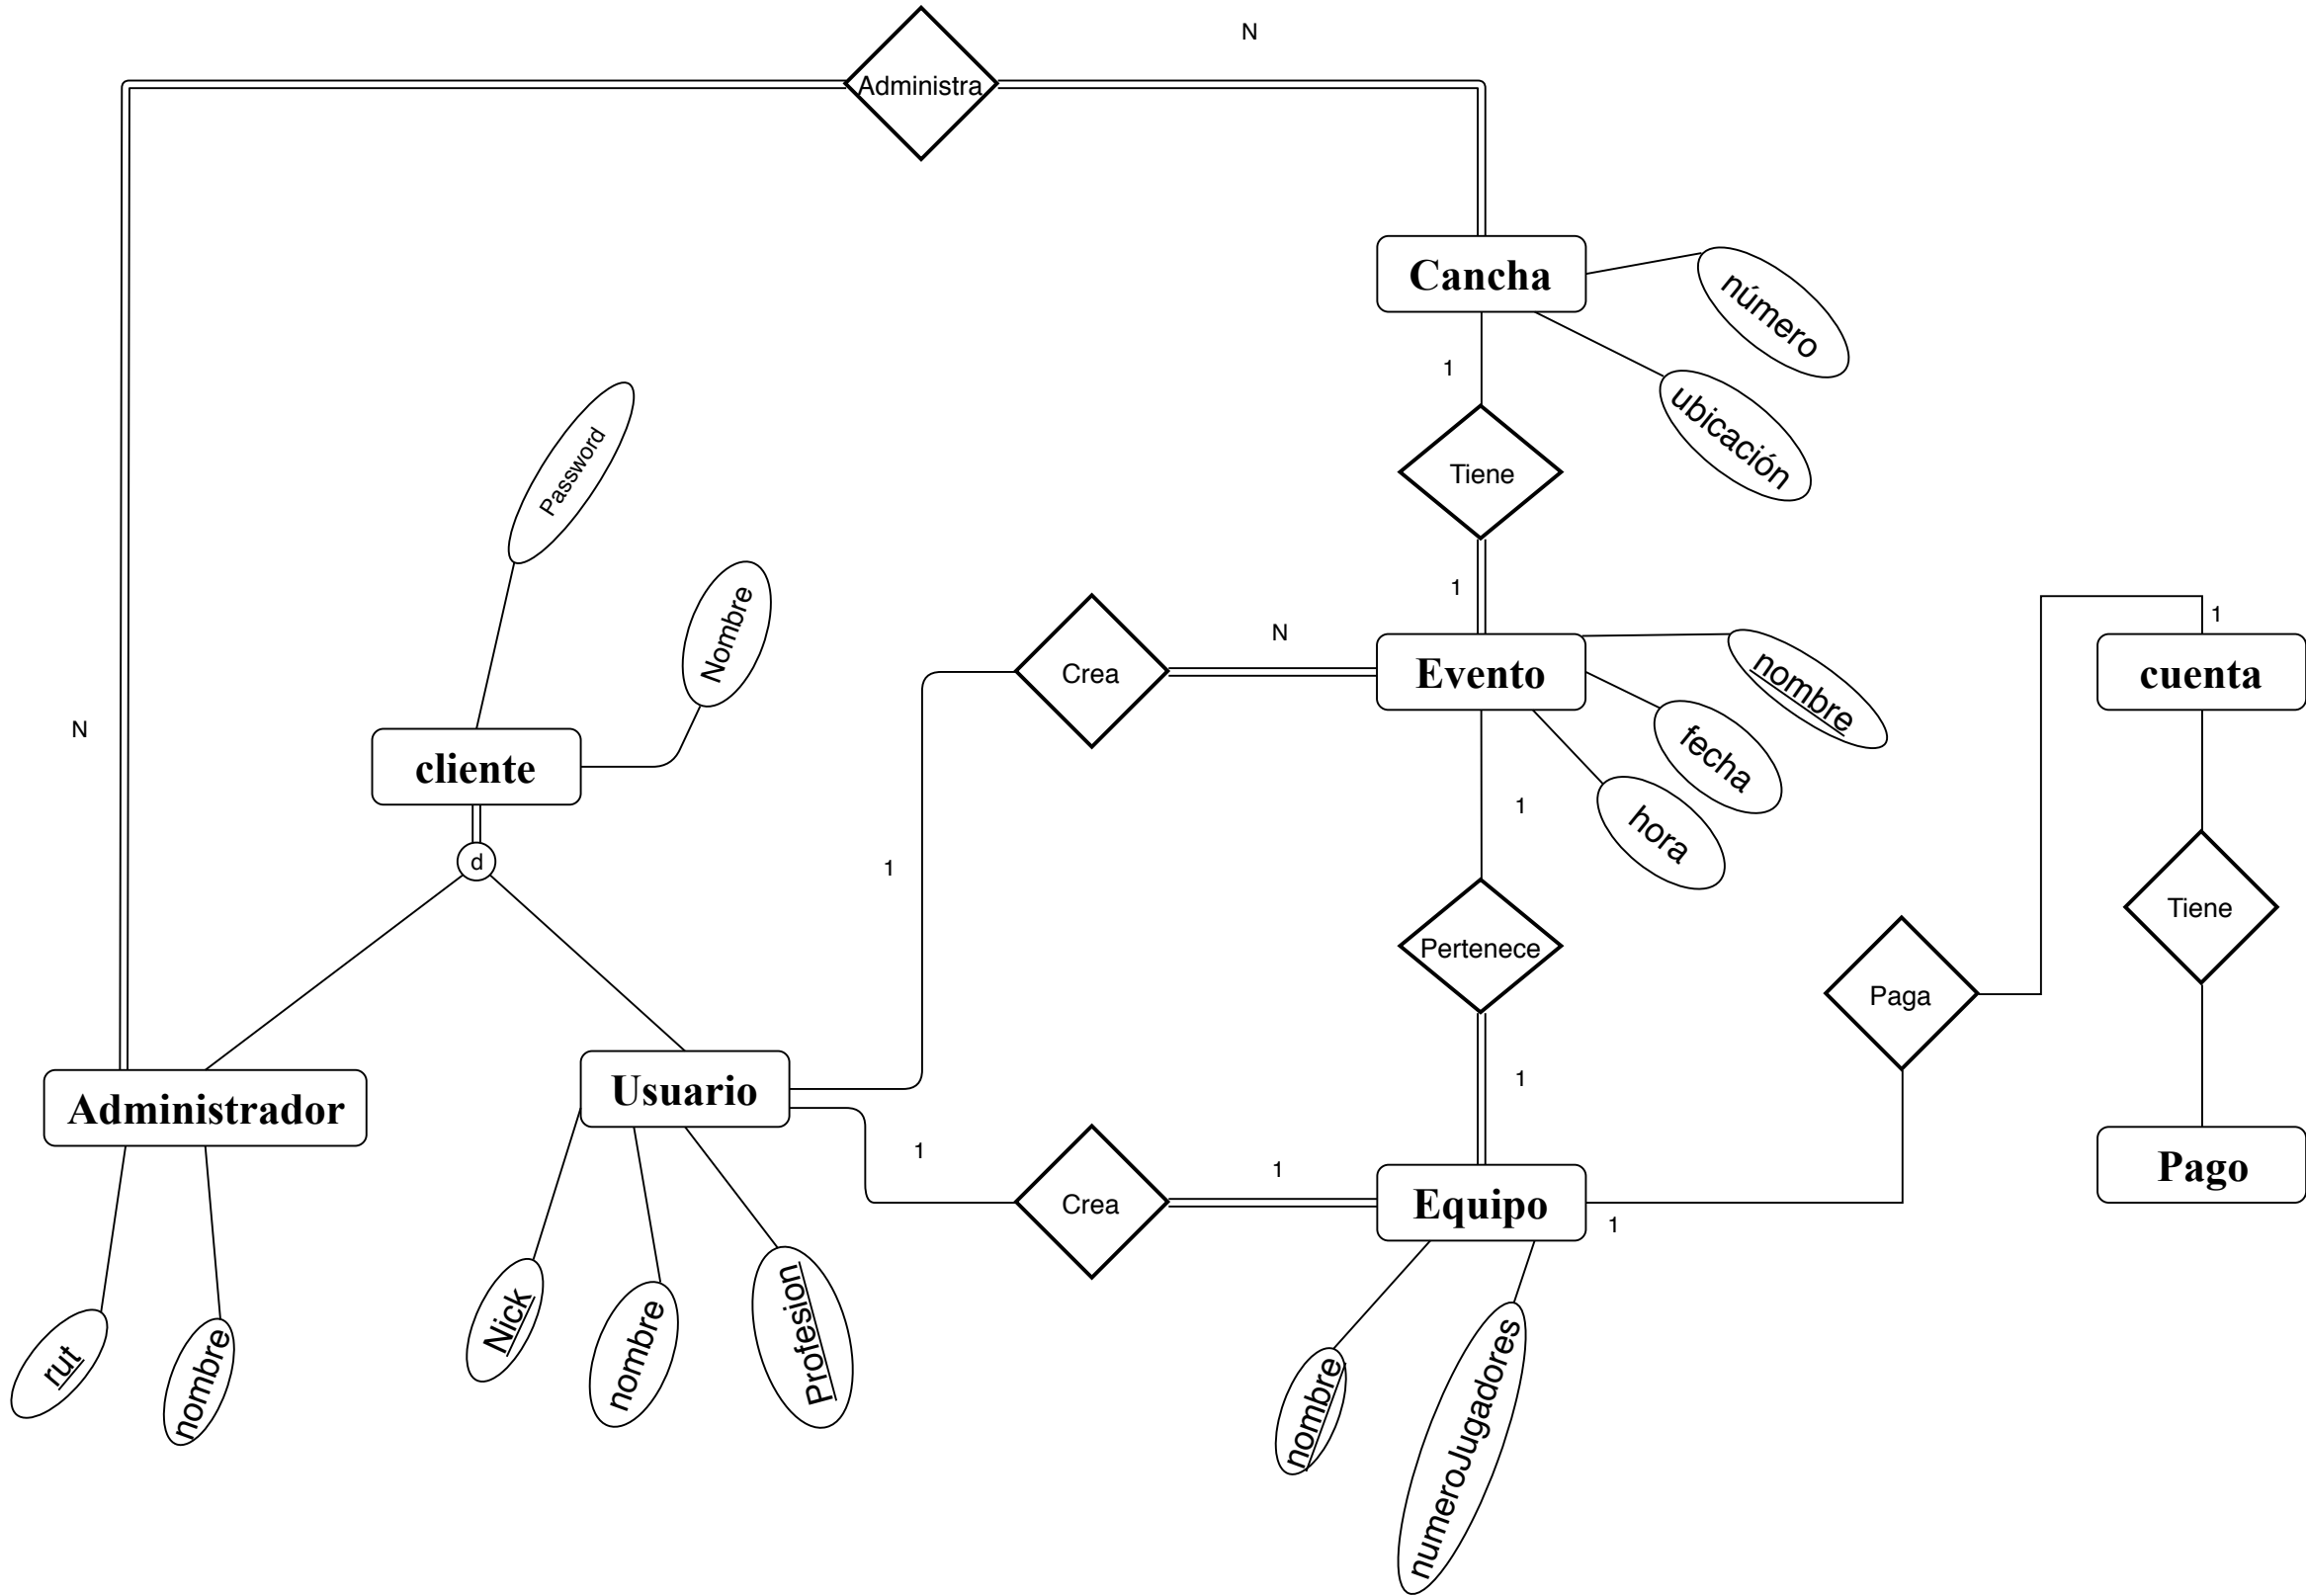 N
Administra
Cancha
número
1
ubicación
Password
Tiene
1
Nombre
N
1
Crea
Evento
nombre
cuenta
N
fecha
cliente
1
hora
1
d
Tiene
Pertenece
Paga
1
Usuario
Administrador
1
1
Pago
Crea
Equipo
1
Nick
Profesion
rut
nombre
nombre
nombre
numeroJugadores